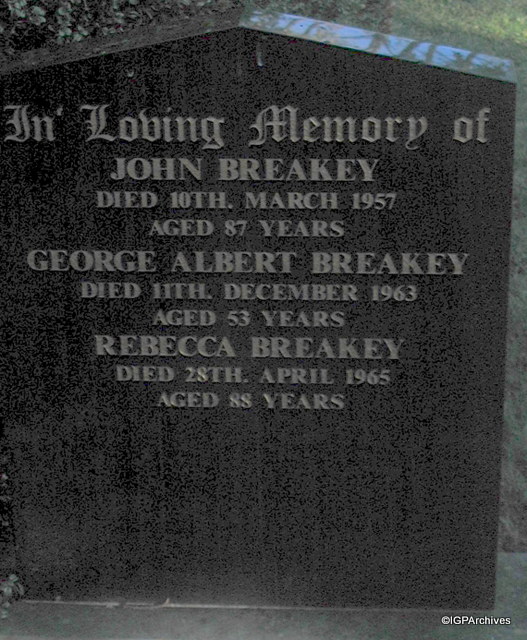 In Loving Memory of
JOHN BREAKEY
DIED 10TH. MARCH 1957
AGED 87 YEARS
GEORGE ALBERT BREAKEY
DIED 11TH. DECEMBER 1963
AGED 53 YEARS
REBECCA BREAKEY
DIED 28TH. APRIL 1965
AGED 88 YEARS
©IGPArchives